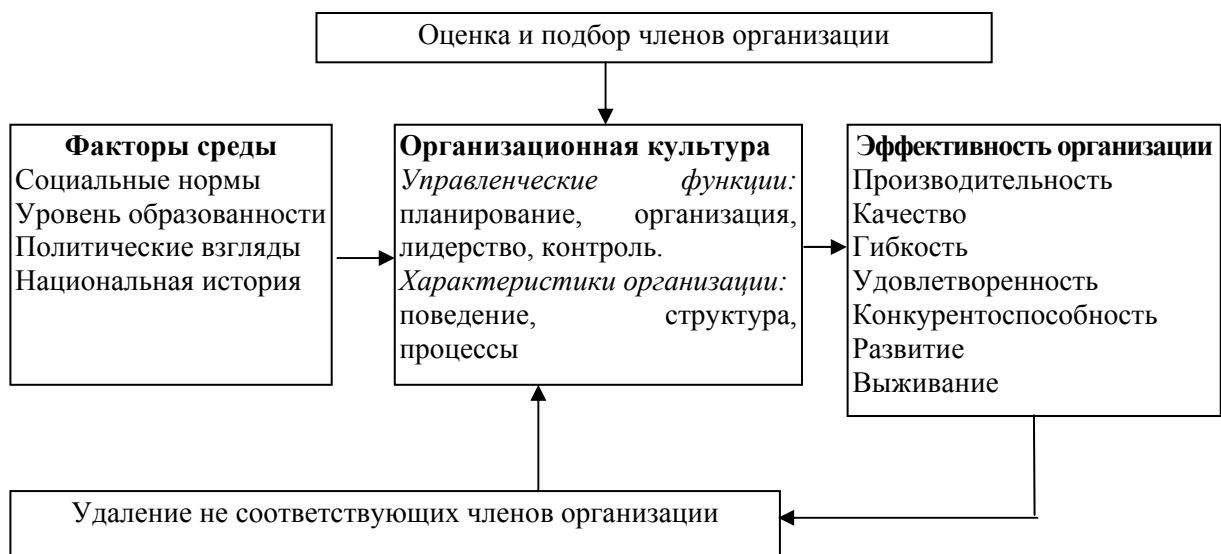 Оценка и подбор членов организации
Факторы среды
Социальные нормы
Уровень образованности
Политические взгляды
Национальная история
Организационная культура
Управленческие функции:
планирование, организация,
лидерство, контроль.
Характеристики организации:
поведение, структура,
процессы
Эффективность организации
Производительность
Качество
Гибкость
Удовлетворенность
Конкурентоспособность
Развитие
Выживание
Удаление не соответствующих членов организации